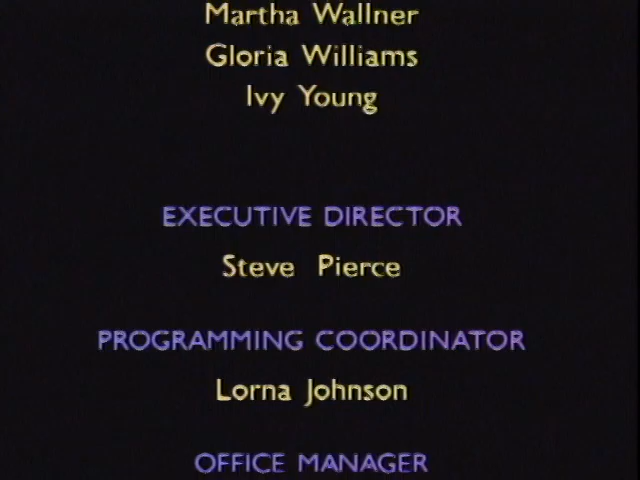 Martha Wallner
Gloria Williams
Ivy Young
EXECUTIVE DIRECTOR
Steve Pierce
PROGRAMMING COORDINATOR
Lorna Johnson
OFFICE MANAGER